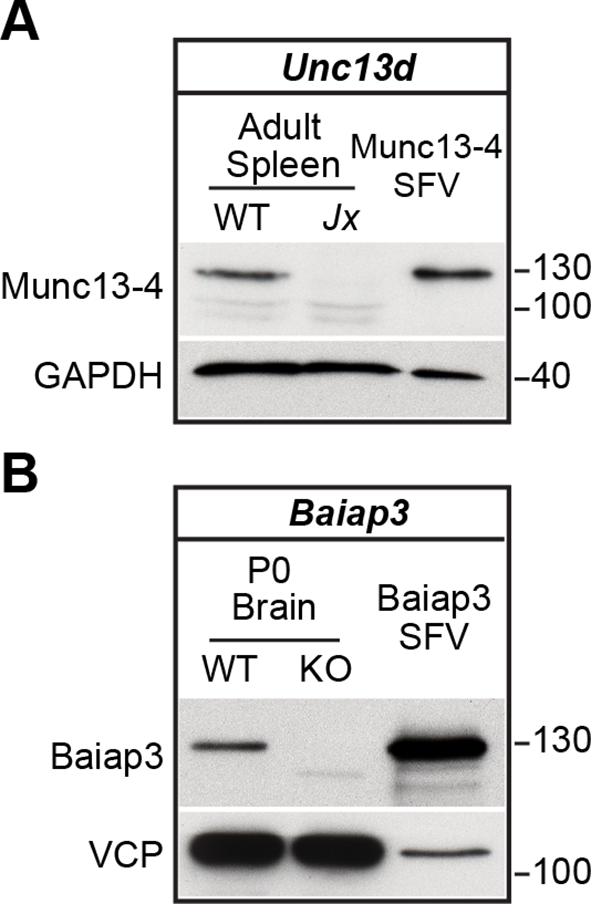 A
Unc13d
Adult
Spleen
Munc13-4
SFV
WT Jx
Munc13-4
–130
–100
GAPDH
–40
B
Baiap3
P0
Brain
Baiap3
SFV
WT KO
Baiap3
–130
VCP
–100